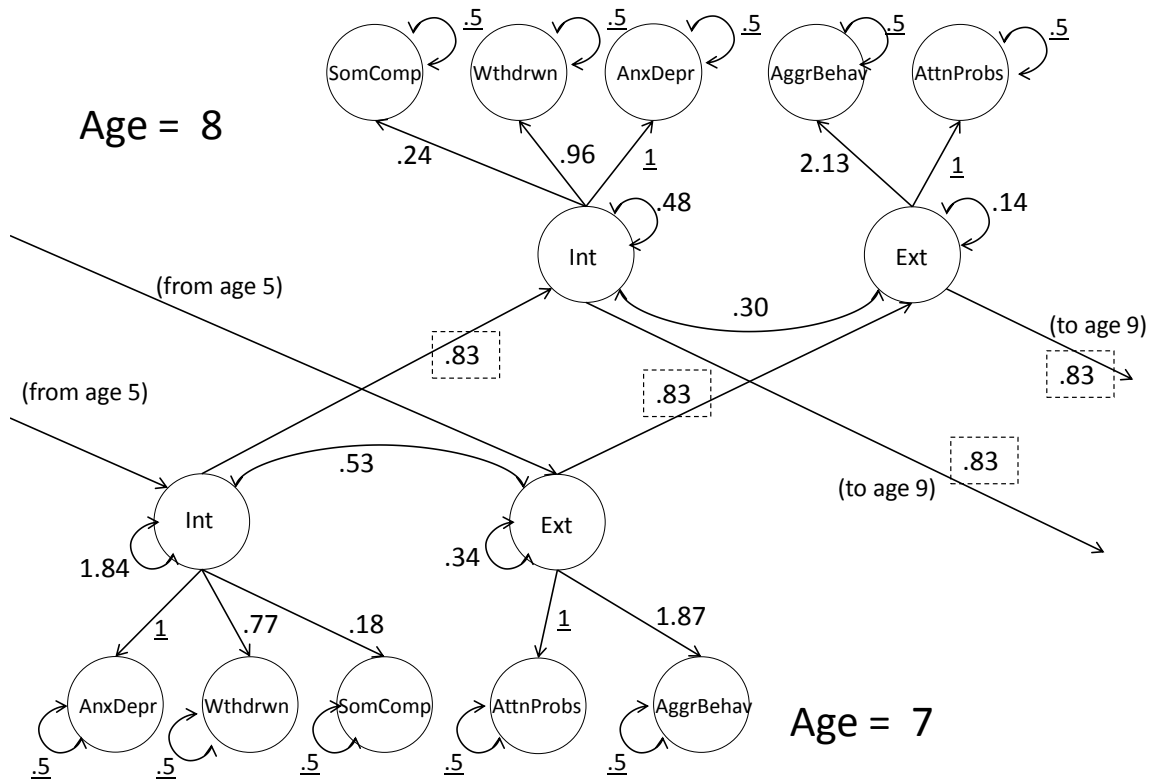 .5
.5
.5
.5
.5
SomComp
Wthdrwn
AnxDepr
AggrBehav
AttnProbs
Age = 8
.24
.96
1
2.13
1
.48
.14
Int
Ext
(from age 5)
.30
(to age 9)
.83
.83
.83
(from age 5)
.53
.83
(to age 9)
Int
Ext
1.84
.34
1
.77
.18
1
1.87
AnxDepr
Wthdrwn
SomComp
AttnProbs
AggrBehav
Age = 7
.5
.5
.5
.5
.5